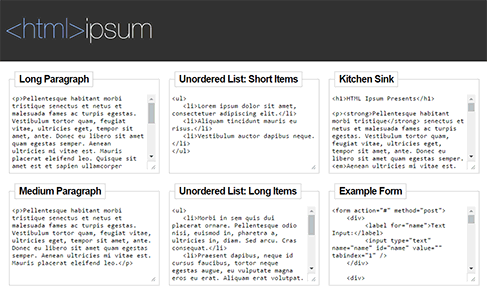 <html>ipsum
Long Paragraph
<p>Pellentesque habitant morbi
tristique senectus et netus et
malesuada fames ac turpis egestas.
Vestibulum tortor quam, feugiat
vitae, ultricies eget, tempor sit
amet, ante. Donec eu libero sit amet
quam egestas semper. Aenean
ultricies mi vitae est. Mauris
placerat eleifend leo. Quisque sit
amet est et sapien ullamcorper
Unordered List: Short Items
<ul>
<li>Lorem ipsum dolor sit amet,
consectetuer adipiscing elit.</li>
<li>Aliquam tincidunt mauris eu
risus.</li>
<li>Vestibulum auctor dapibus neque.
</li>
</ul>
Kitchen Sink
<h1>HTML Ipsum Presents</h1>
<p><strong>Pellentesque habitant
morbi tristique</strong> senectus et
netus et malesuada fames ac turpis
egestas. Vestibulum tortor quam,
feugiat vitae, ultricies eget,
tempor sit amet, ante. Donec eu
libero sit amet quam egestas semper.
<em>Aenean ultricies mi vitae est.
Medium Paragraph
<p>Pellentesque habitant morbi
tristique senectus et netus et
malesuada fames ac turpis egestas.
Vestibulum tortor quam, feugiat vitae,
ultricies eget, tempor sit amet, ante.
Donec eu libero sit amet quam egestas
semper. Aenean ultricies mi vitae est.
Mauris placerat eleifend leo.</p>
Unordered List: Long Items
<ul>
<li>Morbi in sem quis dui
placerat ornare. Pellentesque odio
nisi, euismod in, pharetra a,
ultricies in, diam. Sed arcu. Cras
consequat.</li>
<li>Praesent dapibus, neque id
cursus faucibus, tortor neque
egestas augue, eu vulputate magna
eros eu erat. Aliquam erat volutpat.
Example Form
<form action="#" method="post">
<div>
<label for="name">Text
Input:</label>
<input type="text"
name="name" id="name" value=""
tabindex="1" />
</div>
<div>